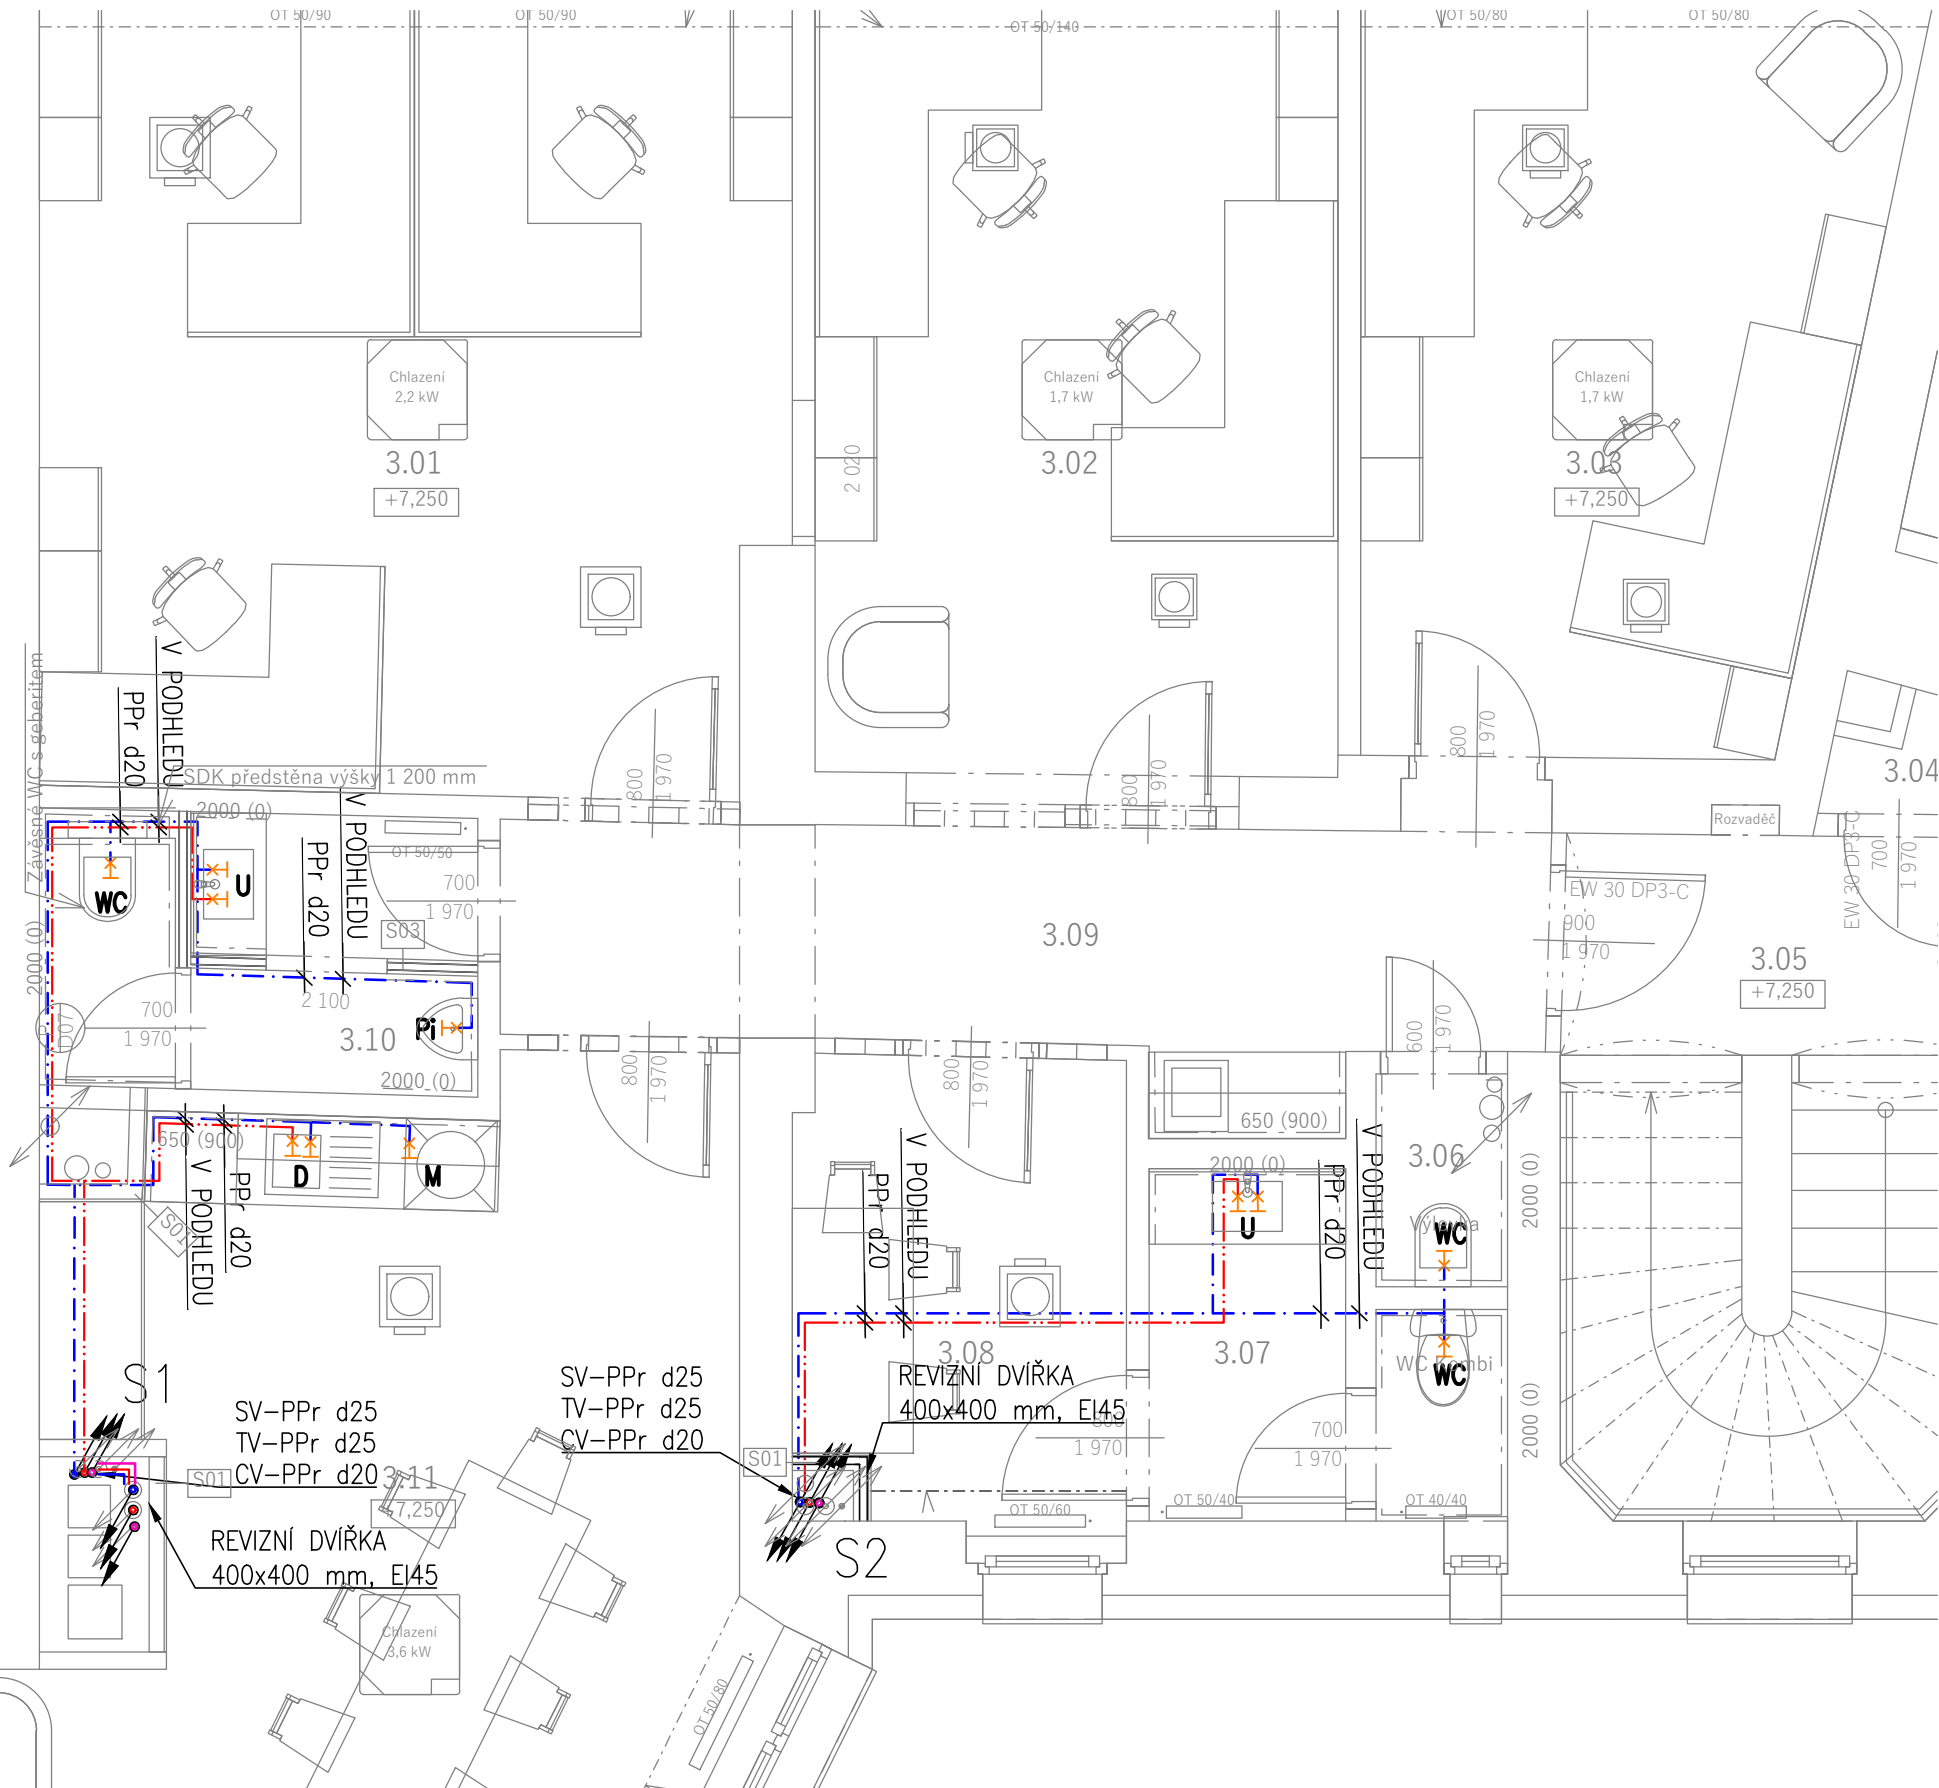 OT 50/90
OT 50/90
OT 50/140
OT 50/80
OT 50/80
Chlazení
2,2 kW
Chlazení
1,7 kW
Chlazení
1,7 kW
3.01
+7,250
3.02
2 020
3.03
+7,250
Závěsné WC s geberitem
PPr d20
V PODHLEDU
SDK předstěna výšky 1 200 mm
2000 (0)
800
1 970
800
1 970
800
1 970
3.04
Rozvaděč
EW 30 DP3-C
700
1 970
PPr d20
V PODHLEDU
OT 50/50
700
1 970
S03
WC
U
2000 (0)
3.09
EW 30 DP3-C
900
1 970
3.05
+7,250
2 100
D07
700
1 970
3.10
Pi
2000 (0)
800
1 970
800
1 970
600
1 970
650 (900)
D
M
V PODHLEDU
PPr d20
S01
650 (900)
2000 (0)
PPr d20
V PODHLEDU
U
PPr d20
V PODHLEDU
3.06
2000 (0)
Výlevka
WC
3.08
3.07
WC Kombi
WC
2000 (0)
S1
SV-PPr d25
TV-PPr d25
CV-PPr d20
S01
3.11
+7,250
REVIZNÍ DVÍŘKA
400x400 mm, EI45
SV-PPr d25
TV-PPr d25
CV-PPr d20
S01
REVIZNÍ DVÍŘKA
400x400 mm, EI45
800
1 970
700
1 970
OT 50/60
OT 50/40
OT 40/40
S2
Chlazení
3,6 kW
OT 50/80